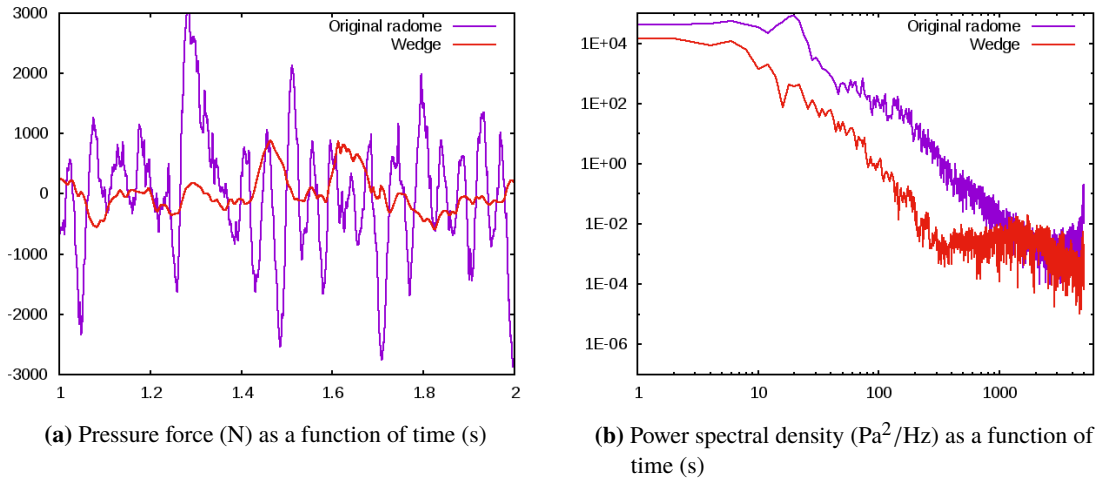 3000
2000
1000
0
-1000
-2000
-3000
Original radome
Wedge
1 1.2 1.4 1.6 1.8 2
(a) Pressure force (N) as a function of time (s)
1E+04
1E+02
1E+00
1E-02
1E-04
1E-06
Original radome
Wedge
1 10 100 1000
(b) Power spectral density (Pa²/Hz) as a function of
time (s)